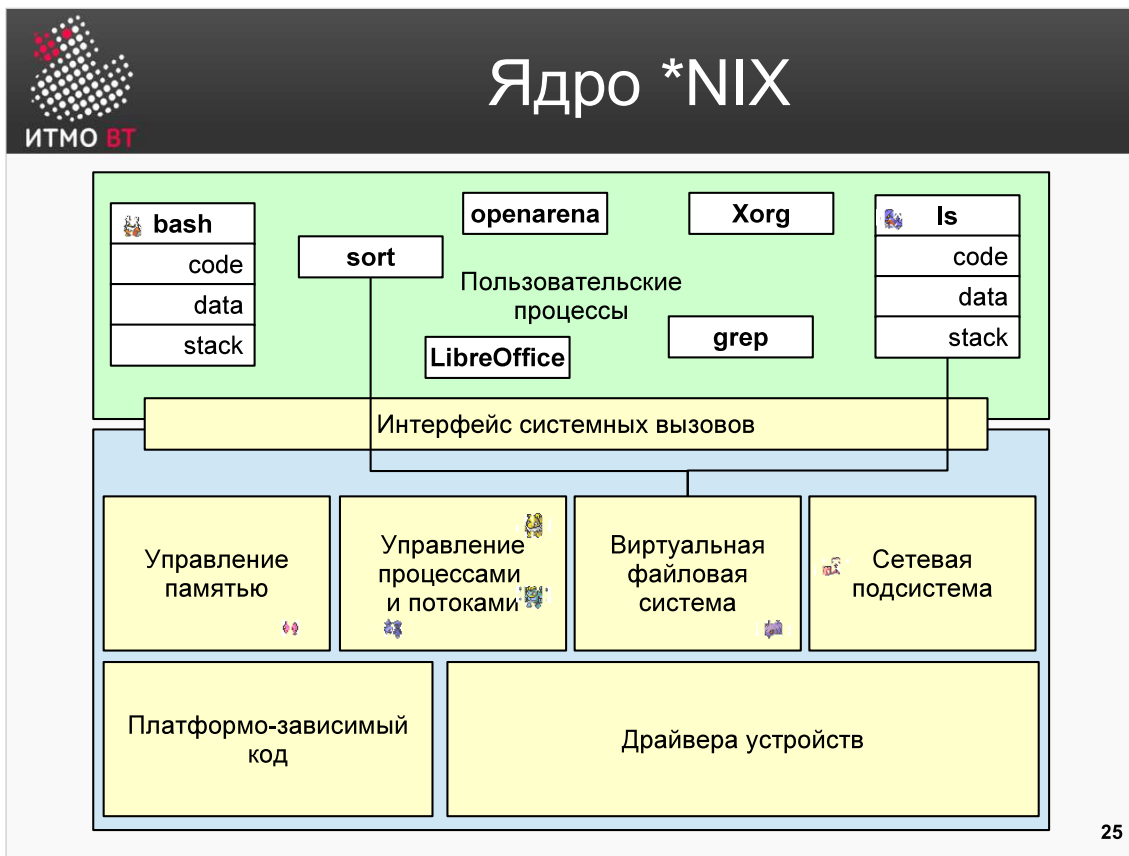 ИТМО ВТ
Ядро *NIX
bash
code
data
stack
sort
openarena
Xorg
Пользовательские
процессы
LibreOffice
grep
ls
code
data
stack
Интерфейс системных вызовов
Управление
памятью
Управление
процессами
и потоками
Виртуальная
файловая
система
Сетевая
подсистема
Платформо-зависимый
код
Драйвера устройств
25